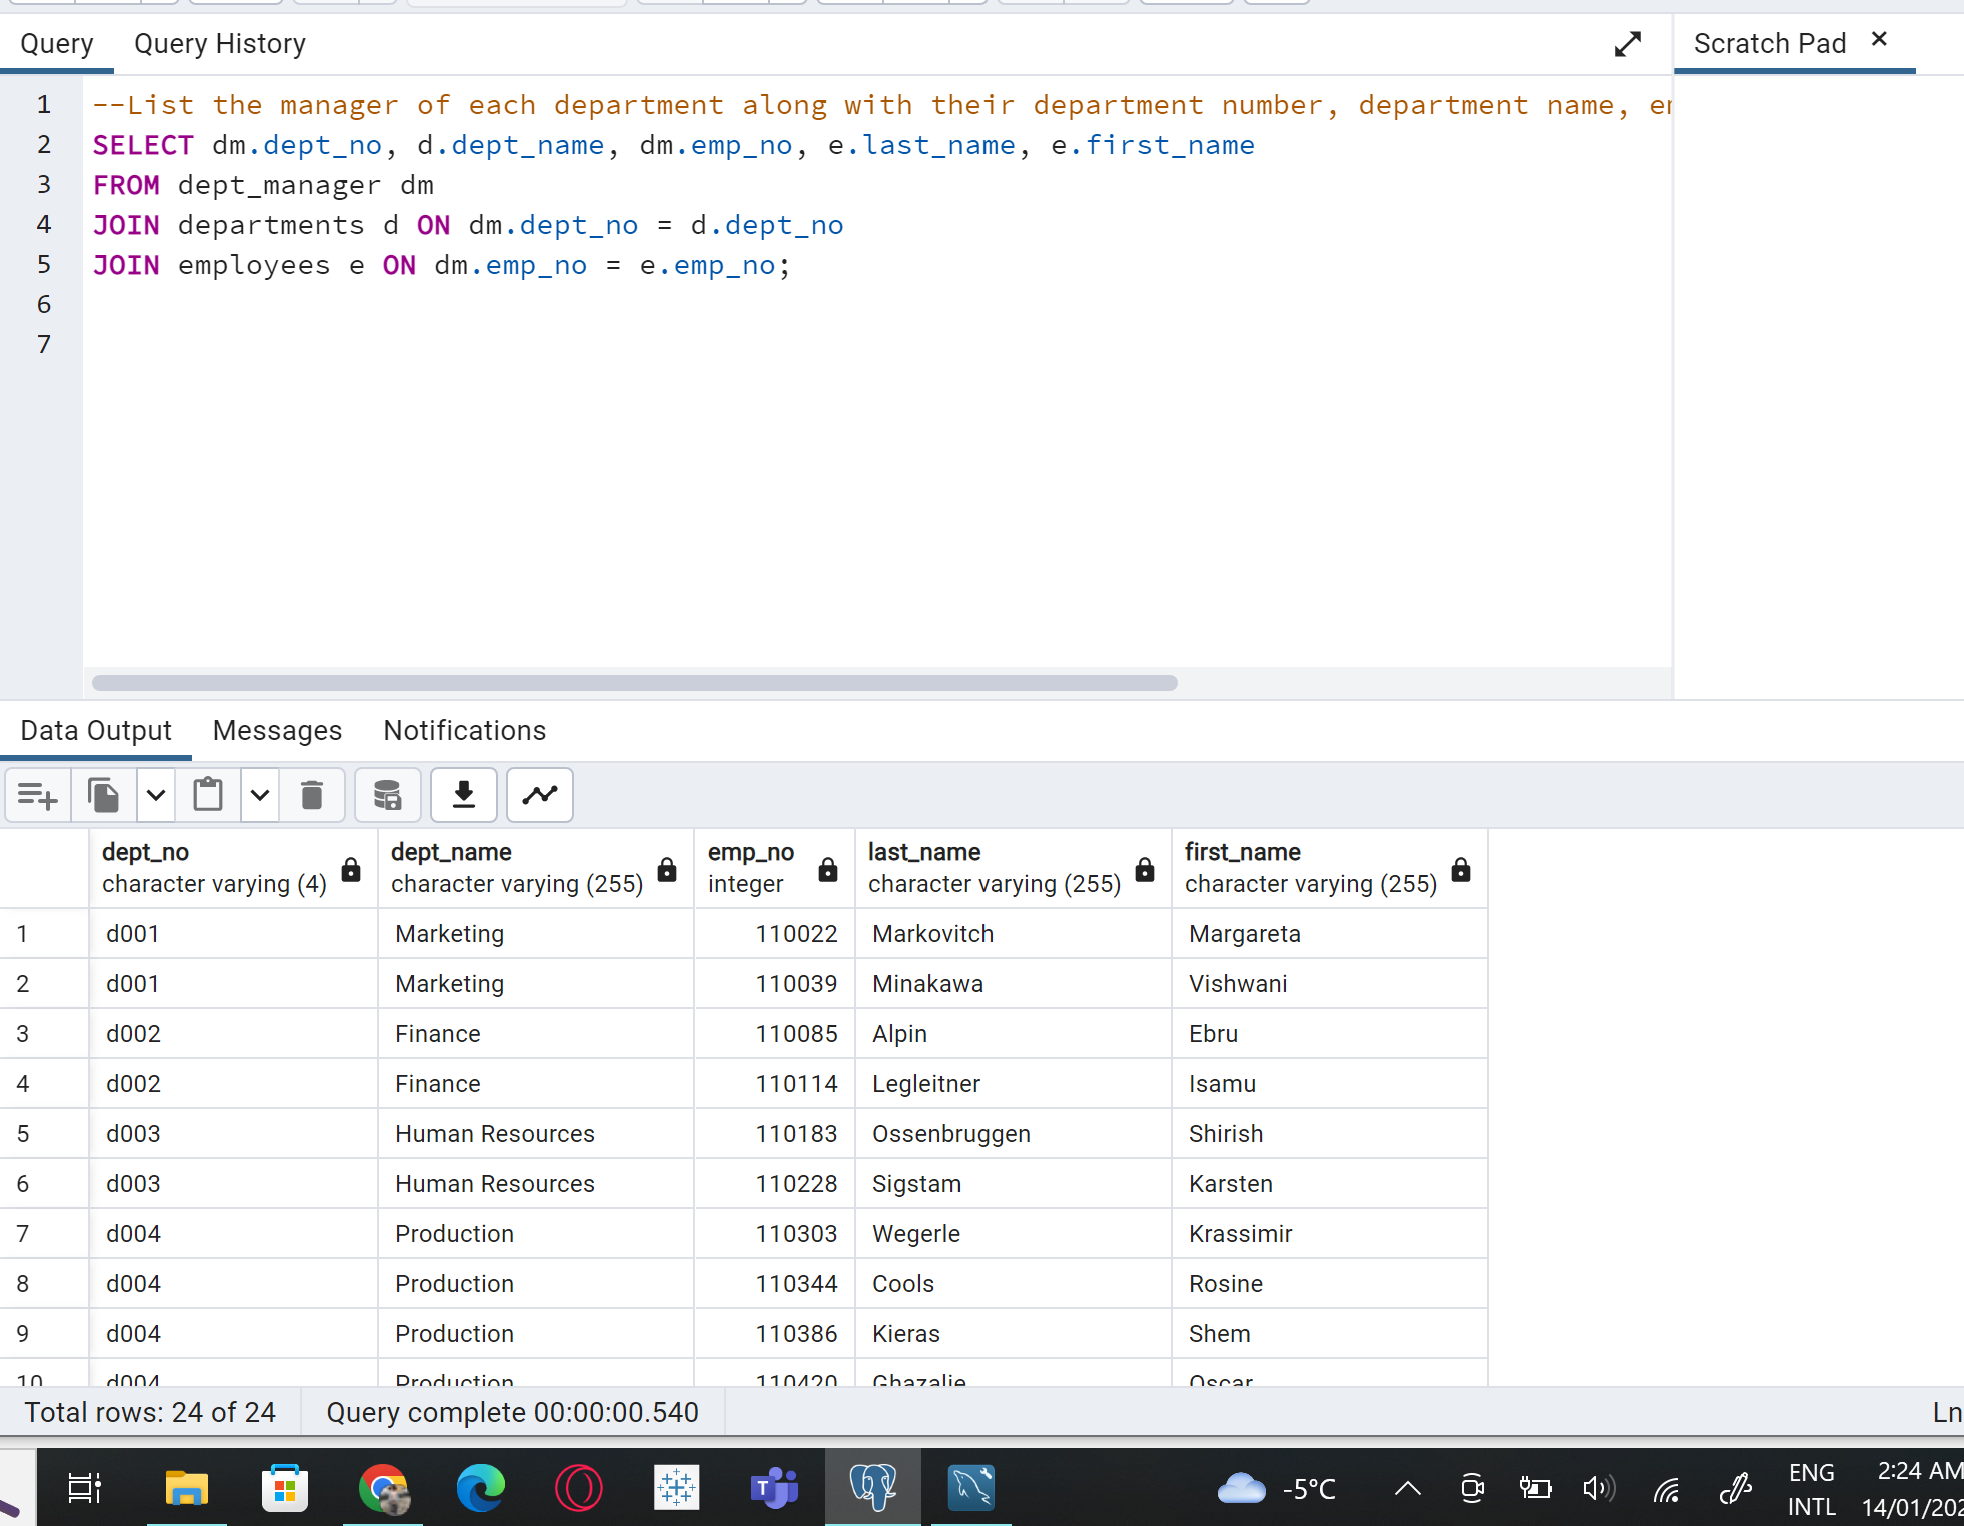 Query Query History Scratch Pad ×
1 --List the manager of each department along with their department number, department name,
2 SELECT dm.dept_no, d.dept_name, dm.emp_no, e.last_name, e.first_name
3 FROM dept_manager dm
4 JOIN departments d ON dm.dept_no = d.dept_no
5 JOIN employees e ON dm.emp_no = e.emp_no;
6
7
Data Output Messages Notifications
dept_no dept_name emp_no last_name first_name
character varying (4) character varying (255) integer character varying (255) character varying (255)
1 d001 Marketing 110022 Markovitch Margareta
2 d001 Marketing 110039 Minakawa Vishwani
3 d002 Finance 110085 Alpin Ebru
4 d002 Finance 110114 Legleitner Isamu
5 d003 Human Resources 110183 Ossenbruggen Shirish
6 d003 Human Resources 110228 Sigstam Karsten
7 d004 Production 110303 Wegerle Krassimir
8 d004 Production 110344 Cools Rosine
9 d004 Production 110386 Kieras Shem
10 d004 Production 110420 Ghazalie Oscar
Total rows: 24 of 24 Query complete 00:00:00.540 Ln
-5°C ENG 2:24 AM
INTL 14/01/202